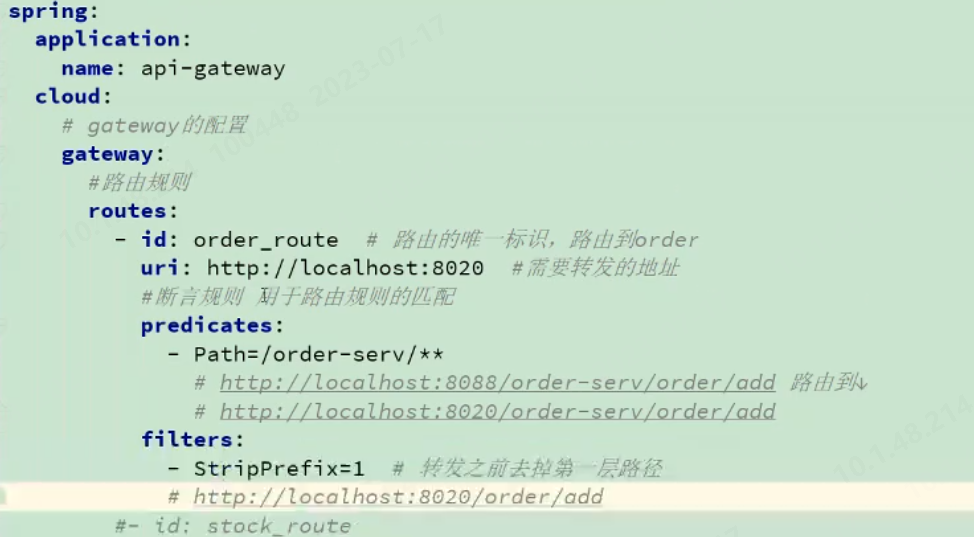 spring:
  application:
    name: api-gateway
  cloud:
    # gateway的配置
    gateway:
      #路由规则
      routes:
        - id: order_route  # 路由的唯一标识，路由到order
          uri: http://localhost:8020  #需要转发的地址
          #断言规则 用于路由规则的匹配
          predicates:
            - Path=/order-serv/**
              # http://localhost:8088/order-serv/order/add 路由到↓
              # http://localhost:8020/order-serv/order/add
          filters:
            - StripPrefix=1  # 转发之前去掉第一层路径
            # http://localhost:8020/order/add
        #- id: stock_route